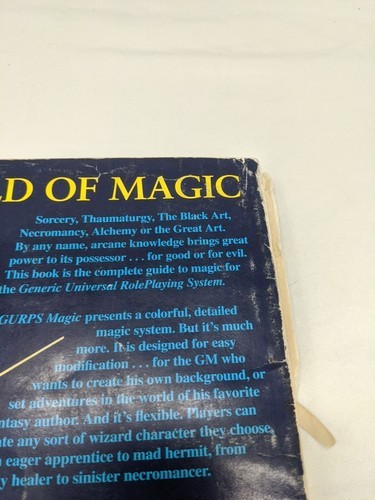 OF MAGIC
Sorcery, Thaumaturgy, The Black Art,
Necromancy, Alchemy or the Great Art.
By any name, arcane knowledge brings great
power to its possessor . . . for good or for evil.
This book is the complete guide to magic for
the Generic Universal RolePlaying System.
GURPS Magic presents a colorful, detailed
magic system. But it's much
more. It is designed for easy
modification . . . for the GM who
wants to create his own background, or
set adventures in the world of his favorite
author. And it's flexible. Players can
any sort of wizard character they choose,
eager apprentice to mad hermit, from
healer to sinister necromancer.